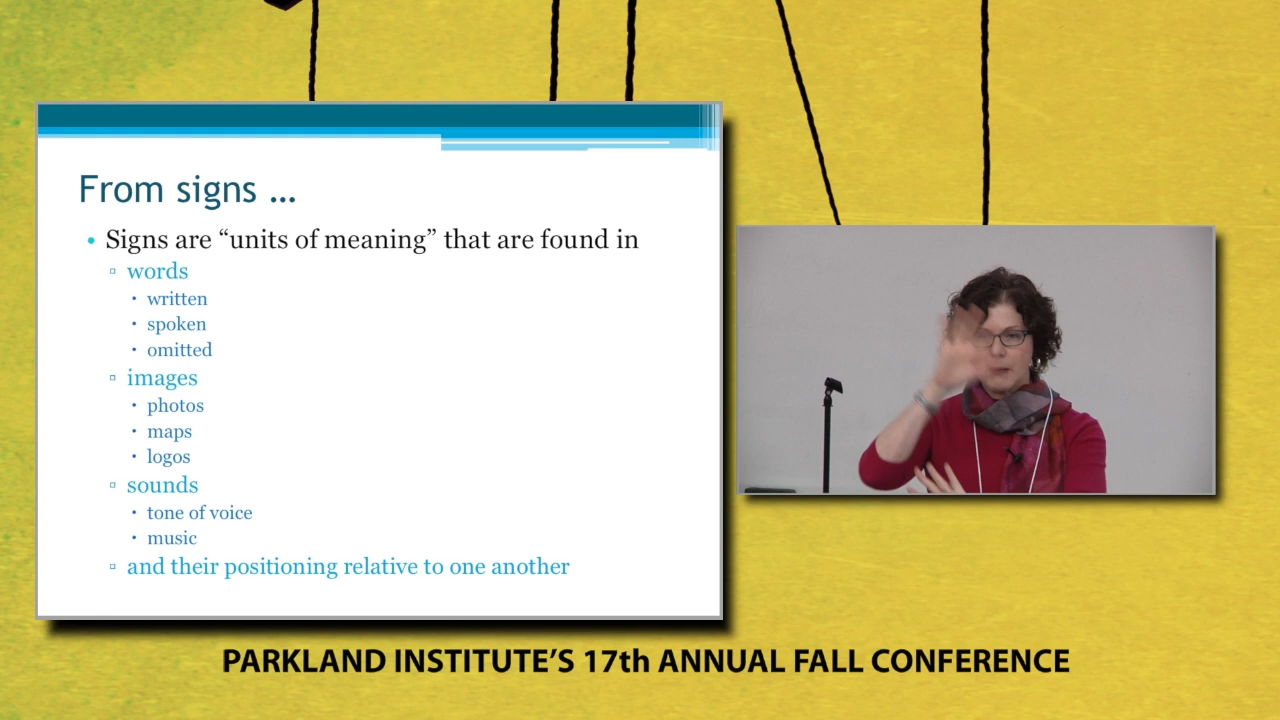 From signs …
• Signs are “units of meaning” that are found in
▫ words
• written
• spoken
• omitted
▫ images
• photos
• maps
• logos
▫ sounds
• tone of voice
• music
▫ and their positioning relative to one another
PARKLAND INSTITUTE’S 17th ANNUAL FALL CONFERENCE